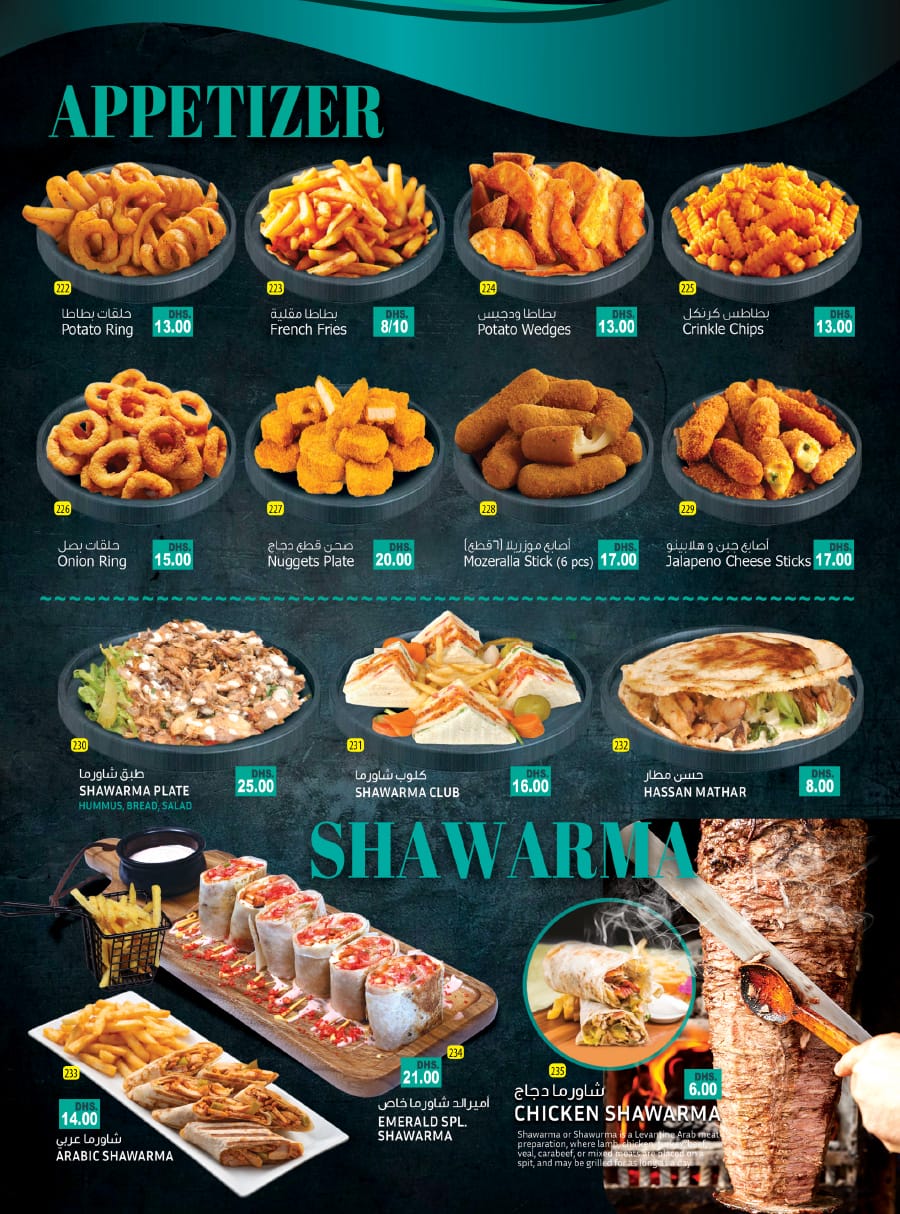 APPETIZER
222
حلقات بطاطا
Potato Ring
DHS.
13.00
223
بطاطا مقلية
French Fries
DHS.
8/10
224
بطاطا ودجيس
Potato Wedges
DHS.
13.00
225
بطاطس كرنكل
Crinkle Chips
DHS.
13.00
226
حلقات بصل
Onion Ring
DHS.
15.00
227
صحن قطع دجاج
Nuggets Plate
DHS.
20.00
228
أصابع موزريلا (٦قطع)
Mozeralla Stick (6 pcs)
DHS.
17.00
229
أصابع جبن و هلابينو
Jalapeno Cheese Sticks
DHS.
17.00
230
طبق شاورما
SHAWARMA PLATE
HUMMUS, BREAD, SALAD
DHS.
25.00
231
كلوب شاورما
SHAWARMA CLUB
DHS.
16.00
232
حسن مطار
HASSAN MATHAR
DHS.
8.00
SHAWARMA
233
DHS.
14.00
شاورما عربي
ARABIC SHAWARMA
234
DHS.
21.00
أميرالد شاورما خاص
EMERALD SPL.
SHAWARMA
235
شاورما دجاج
DHS.
6.00
CHICKEN SHAWARMA
Shawarma or Shawurma is a Levantine Arab meat
preparation, where lamb, chicken, turkey, beef,
veal, carabeef, or mixed meats are placed on a
spit, and may be grilled for as long as a day.